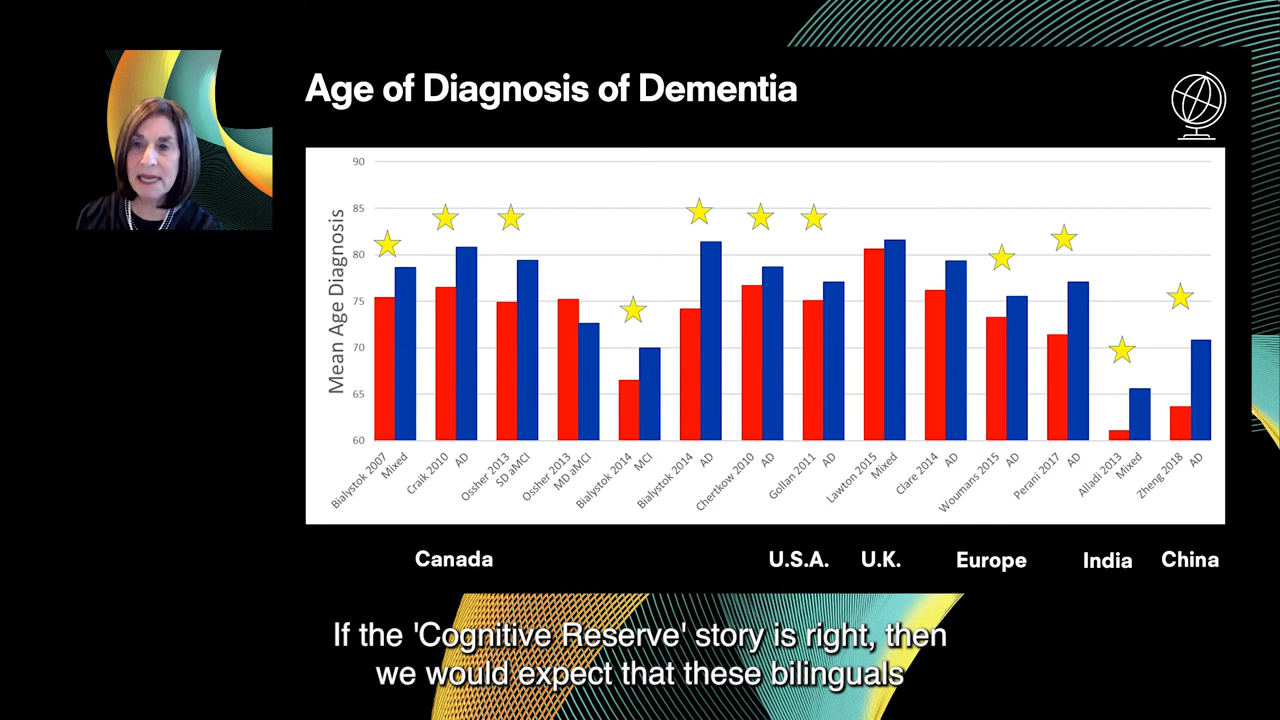 Age of Diagnosis of Dementia
Mean Age Diagnosis
90
85
80
75
70
65
60
Bialystok 2007
Mixed
Craik 2010
AD
Ossher 2013
SD aMCI
Ossher 2013
MD aMCI
Bialystok 2014
MCI
Bialystok 2014
AD
Chertkow 2010
AD
Gollan 2011
AD
Lawton 2015
Mixed
Clare 2014
AD
Woumans 2015
AD
Perani 2017
AD
Alladi 2013
Mixed
Zheng 2018
AD
Canada
U.S.A.
U.K.
Europe
India
China
If the 'Cognitive Reserve' story is right, then
we would expect that these bilinguals